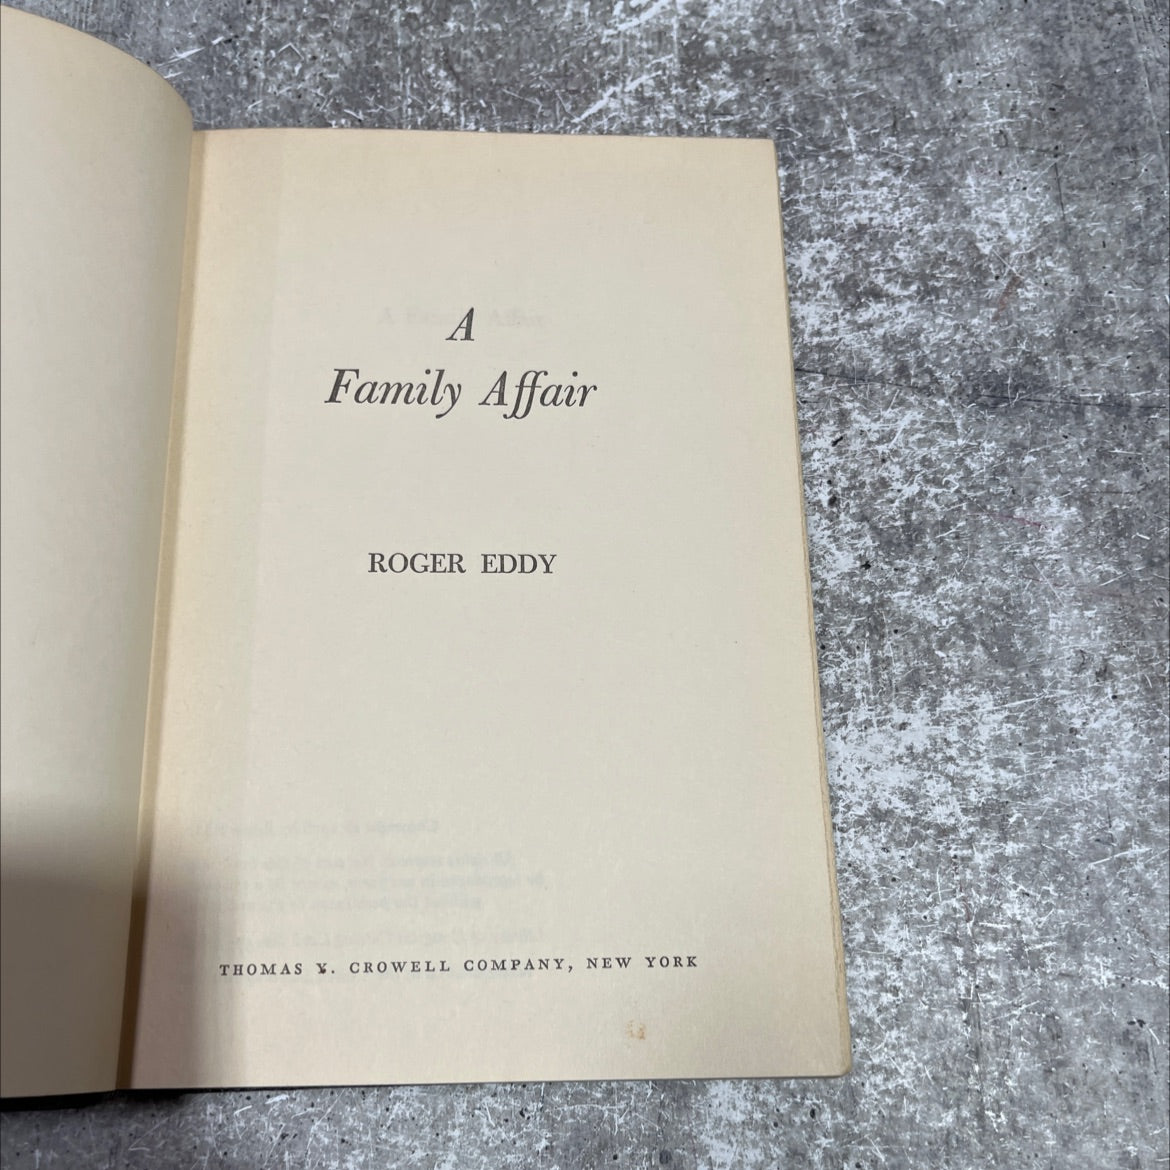 A
Family Affair
ROGER EDDY
THOMAS Y. CROWELL COMPANY, NEW YORK